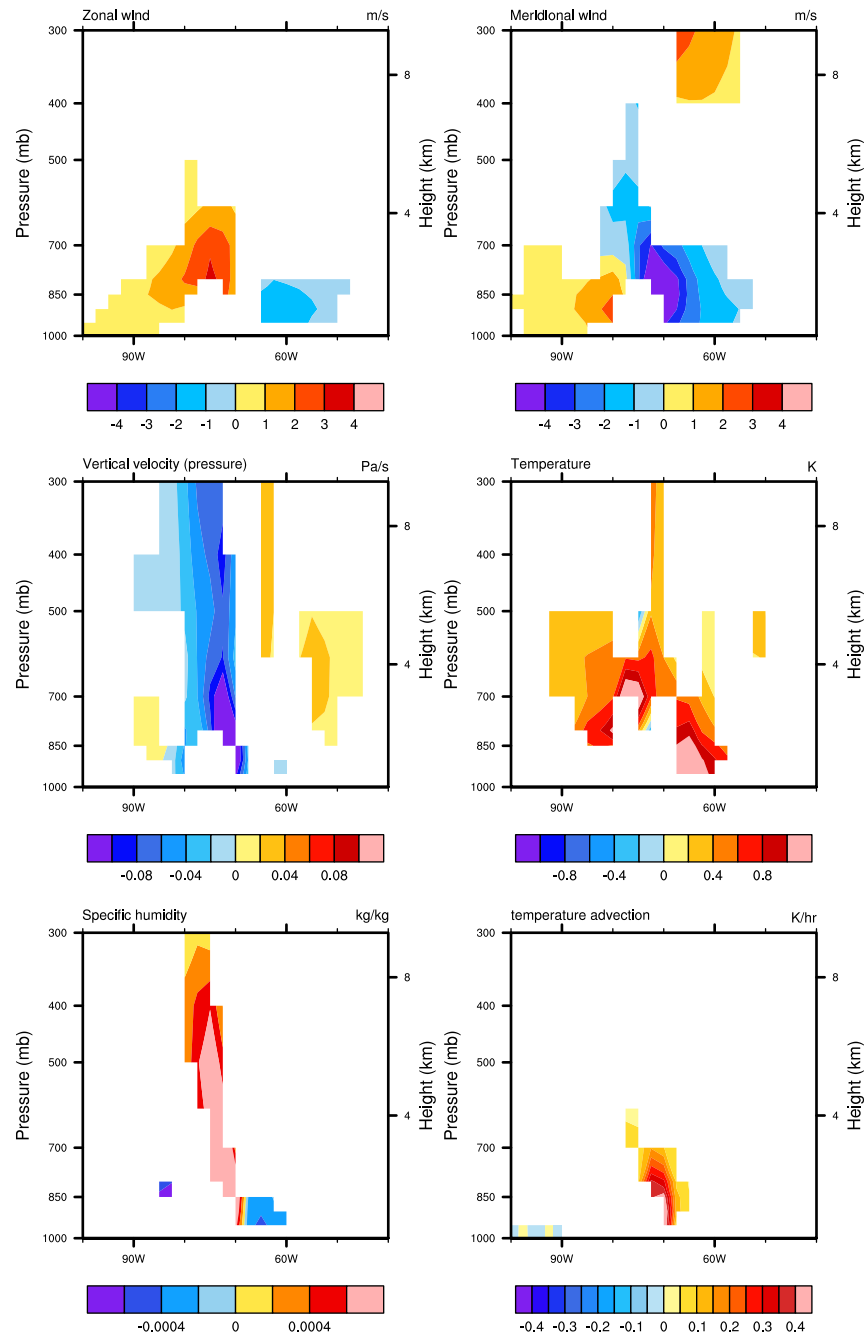 Zonal wind m/s
300
400
500
700
850
1000
Pressure (mb)
8
4
Height (km)
90W 60W
-4 -3 -2 -1 0 1 2 3 4
Meridional wind m/s
300
400
500
700
850
1000
Pressure (mb)
8
4
Height (km)
90W 60W
-4 -3 -2 -1 0 1 2 3 4
Vertical velocity (pressure) Pa/s
300
400
500
700
850
1000
Pressure (mb)
8
4
Height (km)
90W 60W
-0.08 -0.04 0 0.04 0.08
Temperature K
300
400
500
700
850
1000
Pressure (mb)
8
4
Height (km)
90W 60W
-0.8 -0.4 0 0.4 0.8
Specific humidity kg/kg
300
400
500
700
850
1000
Pressure (mb)
8
4
Height (km)
90W 60W
-0.0004 0 0.0004
temperature advection K/hr
300
400
500
700
850
1000
Pressure (mb)
8
4
Height (km)
90W 60W
-0.4 -0.3 -0.2 -0.1 0 0.1 0.2 0.3 0.4